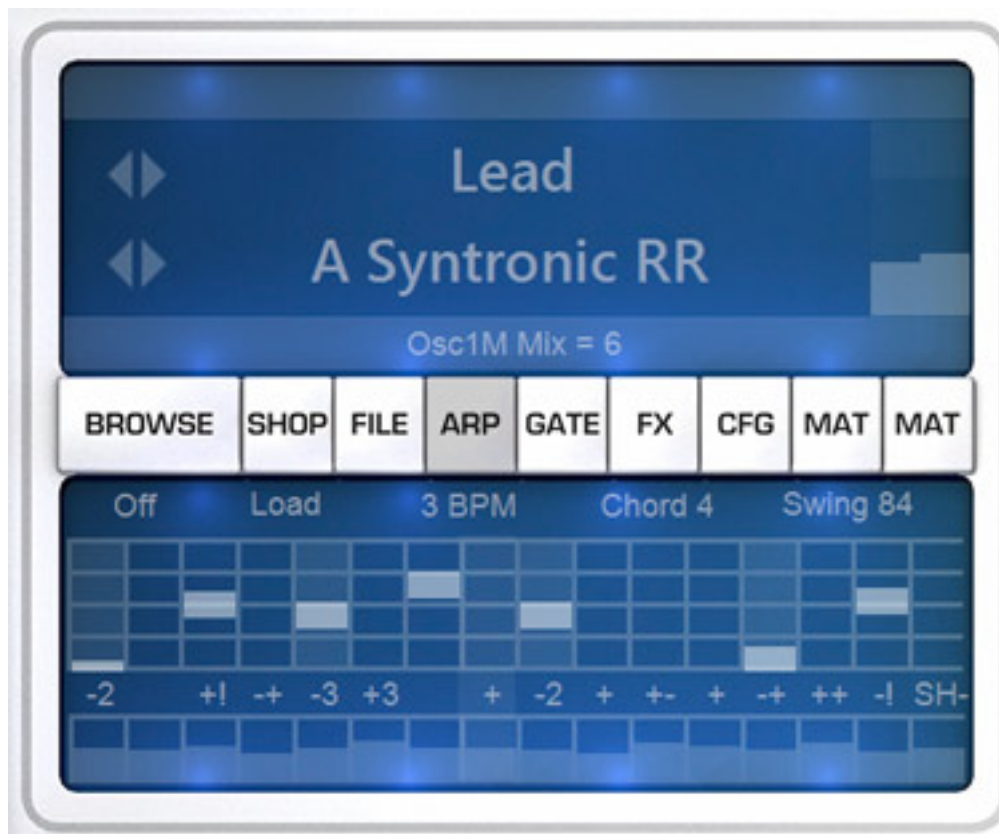 Lead
A Syntronic RR
Osc1M Mix = 6
BROWSE SHOP FILE ARP GATE FX CFG MAT MAT
Off Load 3 BPM Chord 4 Swing 84
-2 +! -+ -3 +3 + -2 + +- + -+ ++ -! SH-